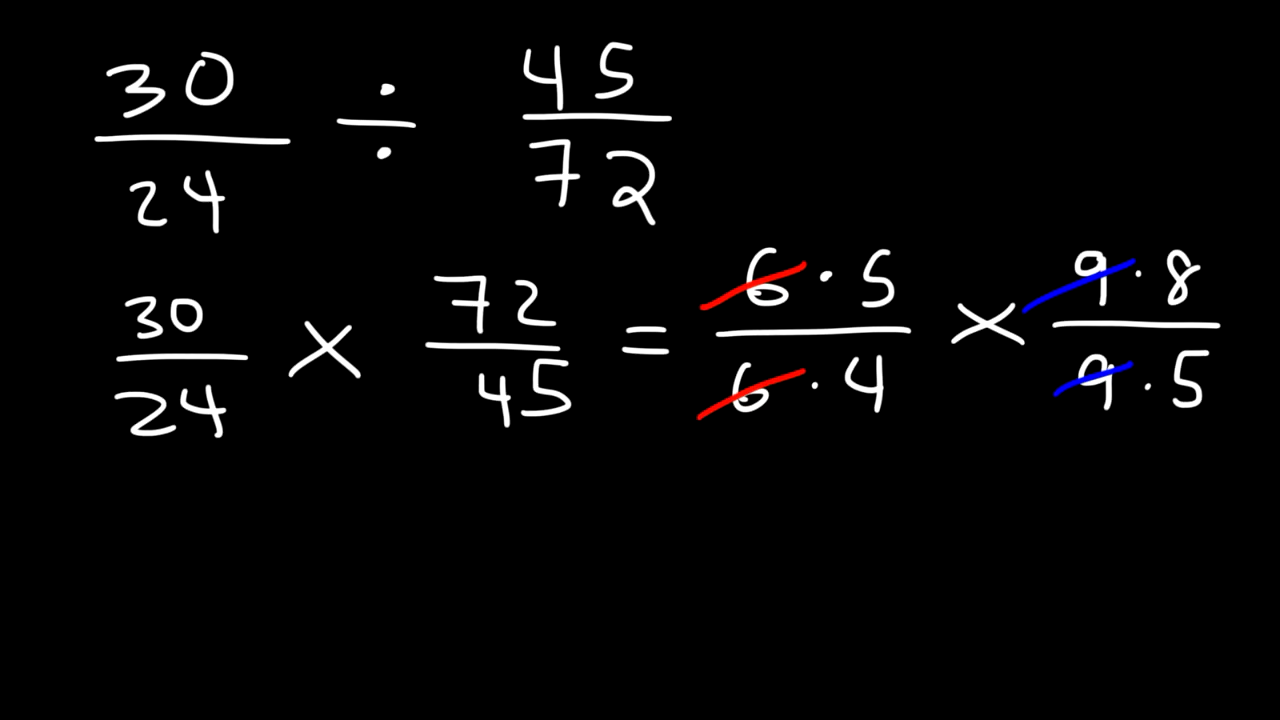 30/24 ÷ 45/72
30/24 × 72/45 = 6·5/6·4 × 9·8/9·5